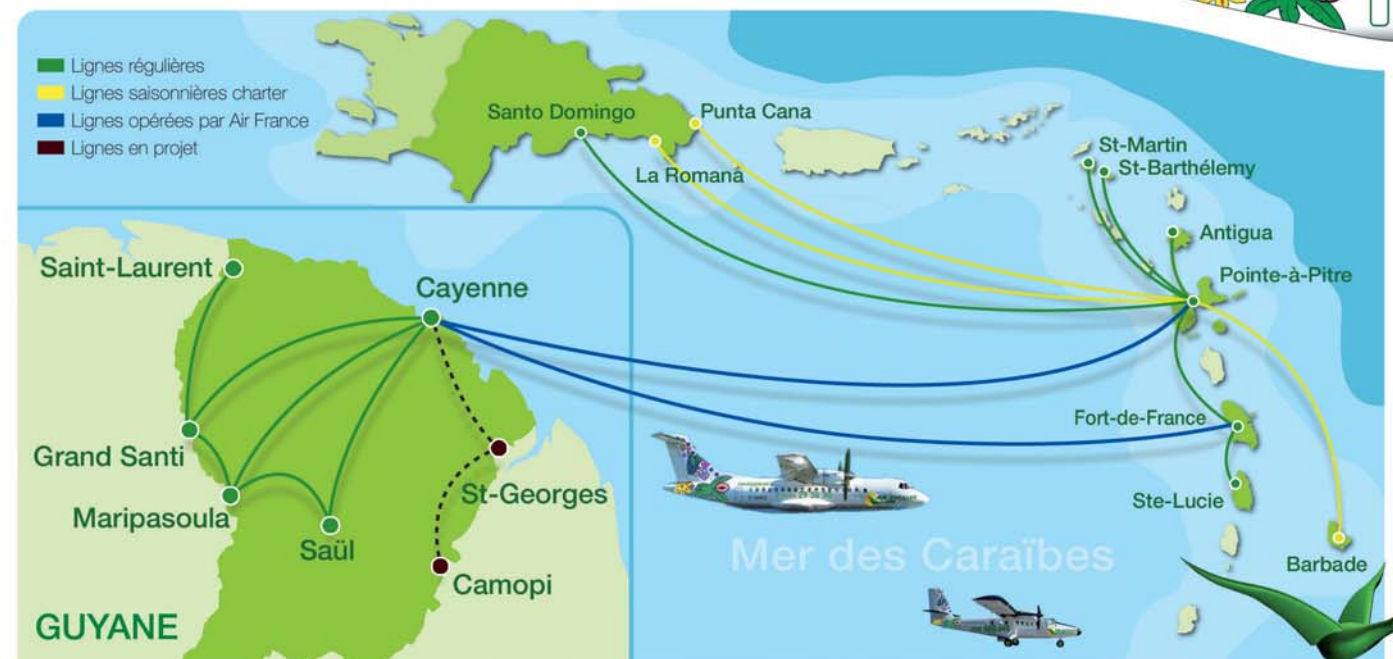 Lignes régulières
Lignes saisonnières charter
Lignes opérées par Air France
Lignes en projet
Santo Domingo
Punta Cana
La Romana
St-Martin
St-Barthélemy
Antigua
Pointe-à-Pitre
Saint-Laurent
Cayenne
Fort-de-France
Grand Santi
St-Georges
Ste-Lucie
Maripasoula
Saül
Mer des Caraïbes
Barbade
Camopi
GUYANE